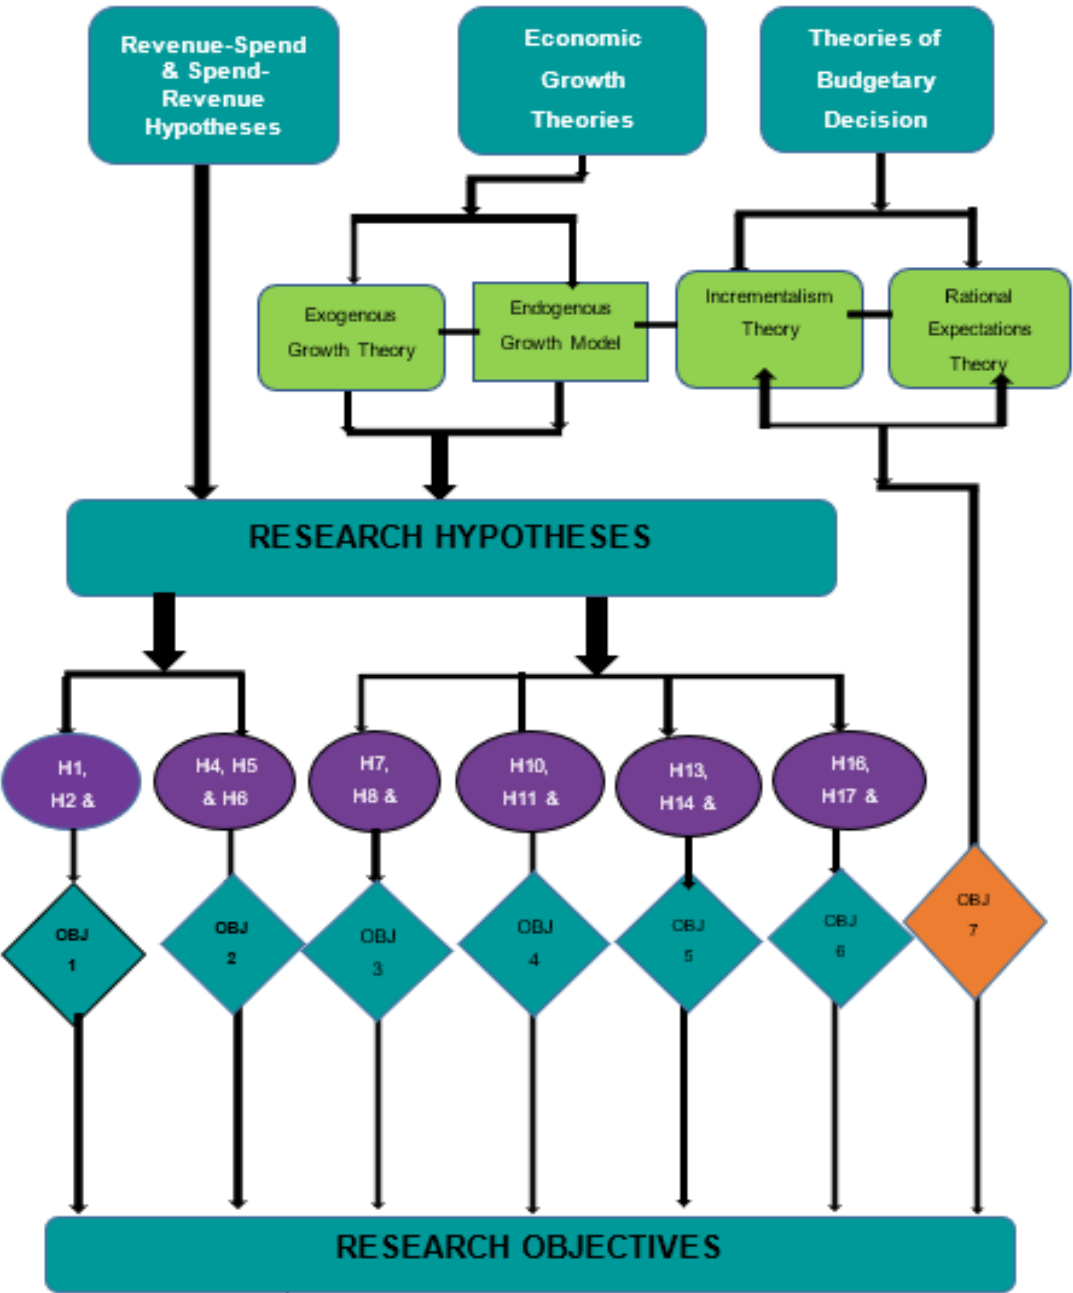 Revenue-Spend
& Spend-
Revenue
Hypotheses
Economic
Growth
Theories
Theories of
Budgetary
Decision
Exogenous
Growth Theory
Endogenous
Growth Model
Incrementalism
Theory
Rational
Expectations
Theory
RESEARCH HYPOTHESES
H1,
H2 &
H4, H5
& H6
H7,
H8 &
H10,
H11 &
H13,
H14 &
H16,
H17 &
OBJ
1
OBJ
2
OBJ
3
OBJ
4
OBJ
5
OBJ
6
OBJ
7
RESEARCH OBJECTIVES